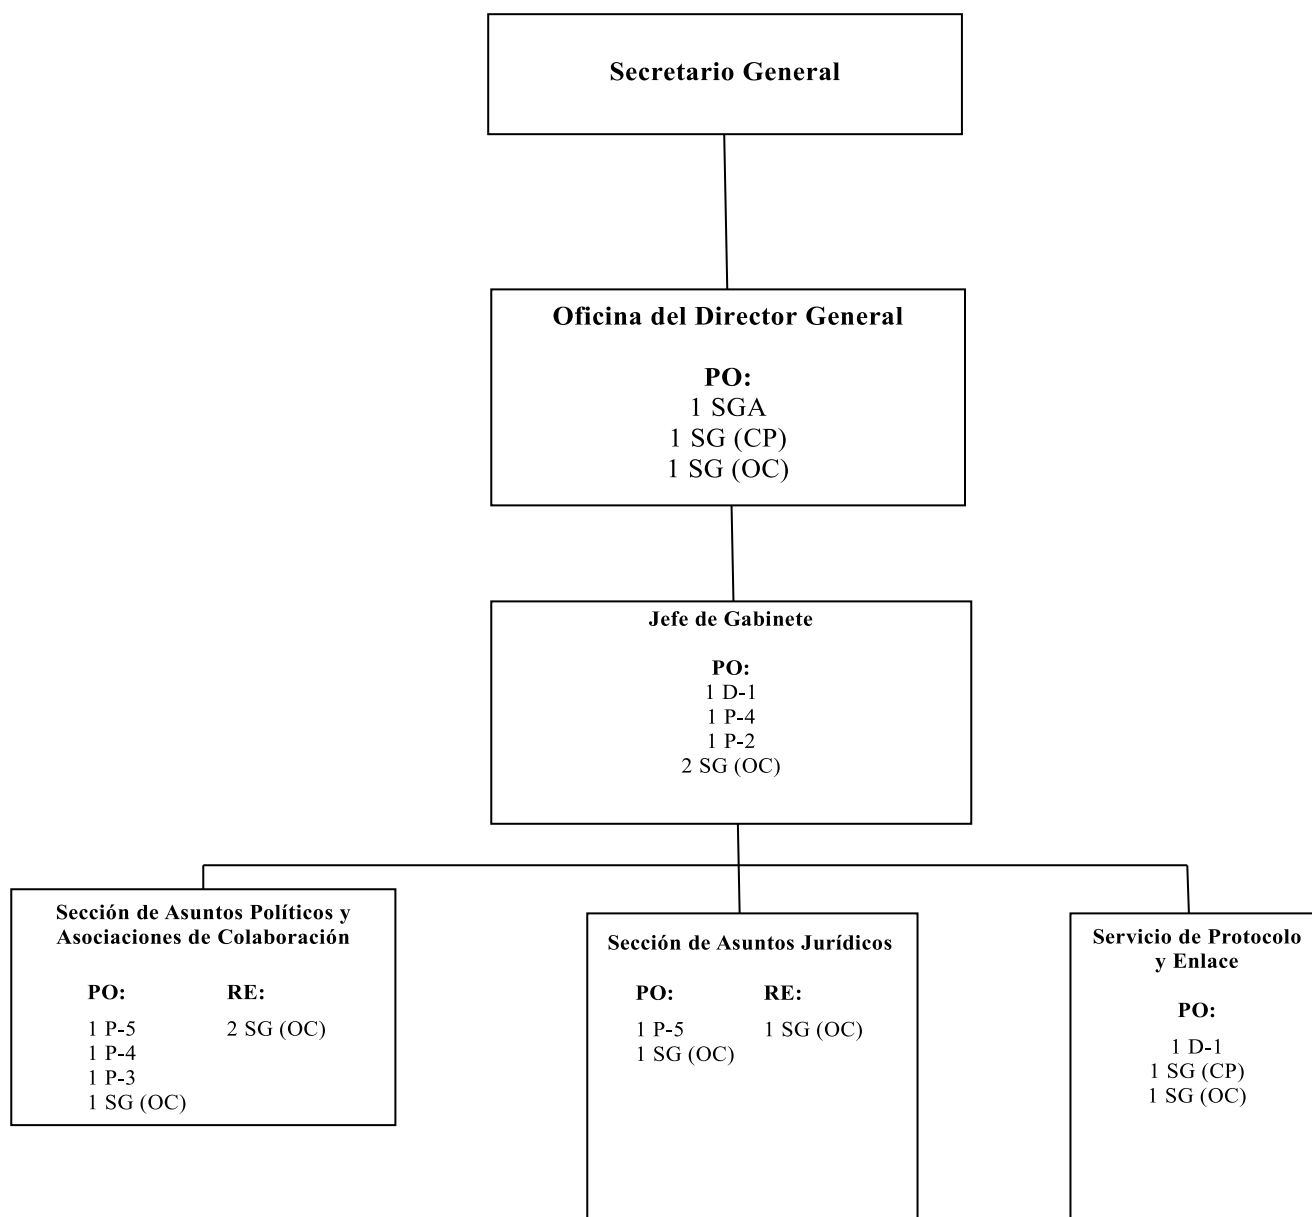 Secretario General
Oficina del Director General
PO:
1 SGA
1 SG (CP)
1 SG (OC)
Jefe de Gabinete
PO:
1 D-1
1 P-4
1 P-2
2 SG (OC)
Sección de Asuntos Políticos y
Asociaciones de Colaboración
PO: RE:
1 P-5 2 SG (OC)
1 P-4
1 P-3
1 SG (OC)
Sección de Asuntos Jurídicos
PO: RE:
1 P-5 1 SG (OC)
1 SG (OC)
Servicio de Protocolo
y Enlace
PO:
1 D-1
1 SG (CP)
1 SG (OC)